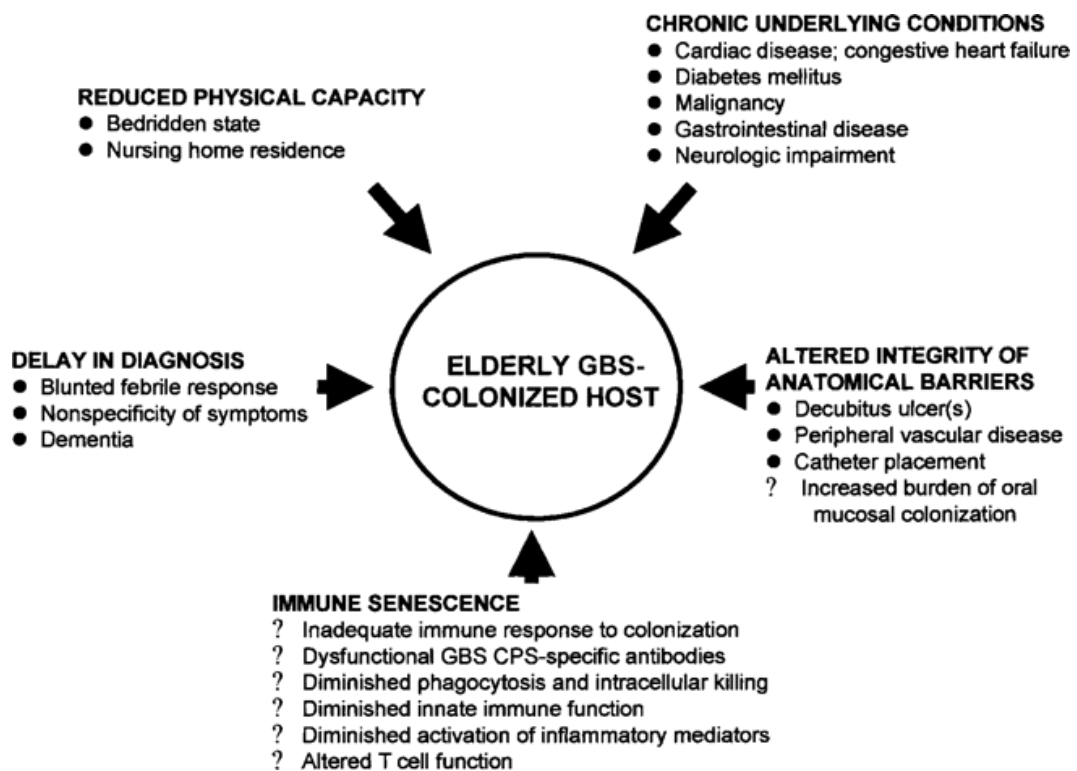 CHRONIC UNDERLYING CONDITIONS
● Cardiac disease; congestive heart failure
● Diabetes mellitus
● Malignancy
● Gastrointestinal disease
● Neurologic impairment
REDUCED PHYSICAL CAPACITY
● Bedridden state
● Nursing home residence
DELAY IN DIAGNOSIS
● Blunted febrile response
● Nonspecificity of symptoms
● Dementia
ELDERLY GBS-
COLONIZED HOST
ALTERED INTEGRITY OF
ANATOMICAL BARRIERS
● Decubitus ulcer(s)
● Peripheral vascular disease
● Catheter placement
? Increased burden of oral
mucosal colonization
IMMUNE SENESCENCE
? Inadequate immune response to colonization
? Dysfunctional GBS CPS-specific antibodies
? Diminished phagocytosis and intracellular killing
? Diminished innate immune function
? Diminished activation of inflammatory mediators
? Altered T cell function